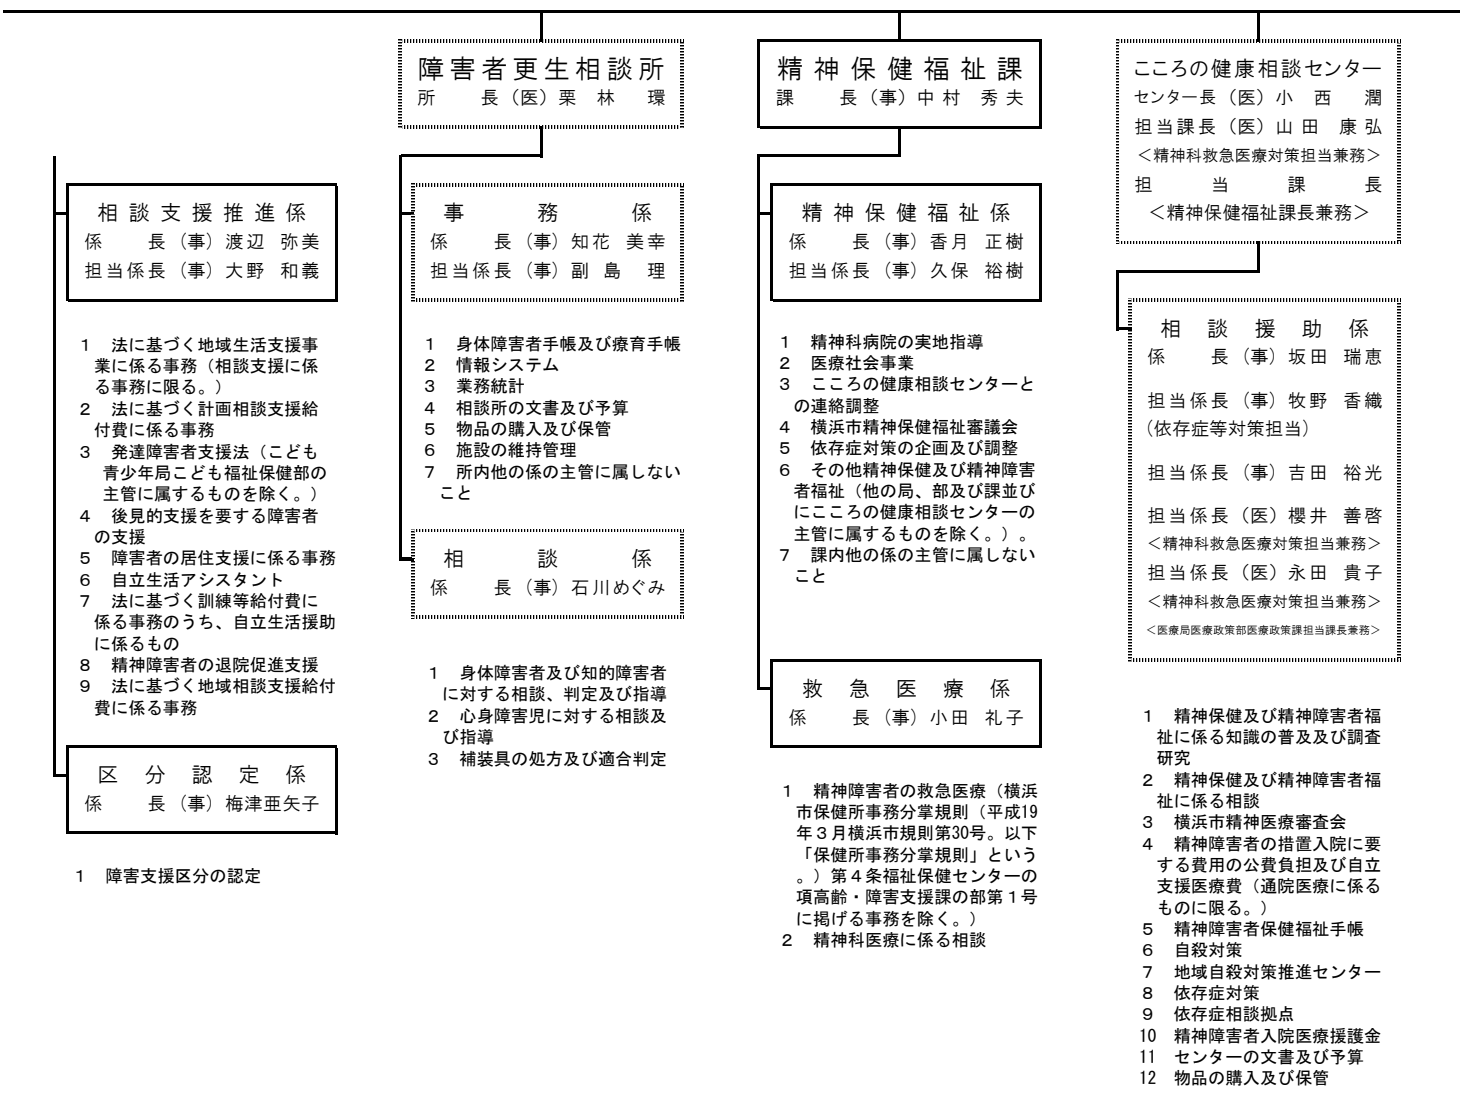 相談支援推進係
係長（事）渡辺 弥美
担当係長（事）大野 和義
1 法に基づく地域生活支援事
業に係る事務（相談支援に係
る事務に限る。）
2 法に基づく計画相談支援給
付費に係る事務
3 発達障害者支援法（こども
青少年局こども福祉保健部の
主管に属するものを除く。）
4 後見的支援を要する障害者
の支援
5 障害者の居住支援に係る事務
6 自立生活アシスタント
7 法に基づく訓練等給付費に
係る事務のうち、自立生活援助
に係るもの
8 精神障害者の退院促進支援
9 法に基づく地域相談支援給付
費に係る事務
区分認定係
係長（事）梅津亜矢子
1 障害支援区分の認定
障害者更生相談所
所長（医）栗林 環
事務係
係長（事）知花 美幸
担当係長（事）副島 理
1 身体障害者手帳及び療育手帳
2 情報システム
3 業務統計
4 相談所の文書及び予算
5 物品の購入及び保管
6 施設の維持管理
7 所内他の係の主管に属しない
こと
相談係
係長（事）石川めぐみ
1 身体障害者及び知的障害者
に対する相談、判定及び指導
2 心身障害児に対する相談及
び指導
3 補装具の処方及び適合判定
精神保健福祉課
課長（事）中村 秀夫
精神保健福祉係
係長（事）香月 正樹
担当係長（事）久保 裕樹
1 精神科病院の実地指導
2 医療社会事業
3 こころの健康相談センターと
の連絡調整
4 横浜市精神保健福祉審議会
5 依存症対策の企画及び調整
6 その他精神保健及び精神障害
者福祉（他の局、部及び課並び
にこころの健康相談センターの
主管に属するものを除く。）。
7 課内他の係の主管に属しない
こと
救急医療係
係長（事）小田 礼子
1 精神障害者の救急医療（横浜
市保健所事務分掌規則（平成19
年３月横浜市規則第30号。以下
「保健所事務分掌規則」という
。）第４条福祉保健センターの
項高齢・障害支援課の部第１号
に掲げる事務を除く。）
2 精神科医療に係る相談
こころの健康相談センター
センター長（医）小西 潤
担当課長（医）山田 康弘
＜精神科救急医療対策担当兼務＞
担当課長
＜精神保健福祉課長兼務＞
相談援助係
係長（事）坂田 瑞恵
担当係長（事）牧野 香織
（依存症等対策担当）
担当係長（事）吉田 裕光
担当係長（医）櫻井 善啓
＜精神科救急医療対策担当兼務＞
担当係長（医）永田 貴子
＜精神科救急医療対策担当兼務＞
＜医療局医療政策部医療政策課担当課長兼務＞
1 精神保健及び精神障害者福
祉に係る知識の普及及び調査
研究
2 精神保健及び精神障害者福
祉に係る相談
3 横浜市精神医療審査会
4 精神障害者の措置入院に要
する費用の公費負担及び自立
支援医療費（通院医療に係る
ものに限る。）
5 精神障害者保健福祉手帳
6 自殺対策
7 地域自殺対策推進センター
8 依存症対策
9 依存症相談拠点
10 精神障害者入院医療援護金
11 センターの文書及び予算
12 物品の購入及び保管